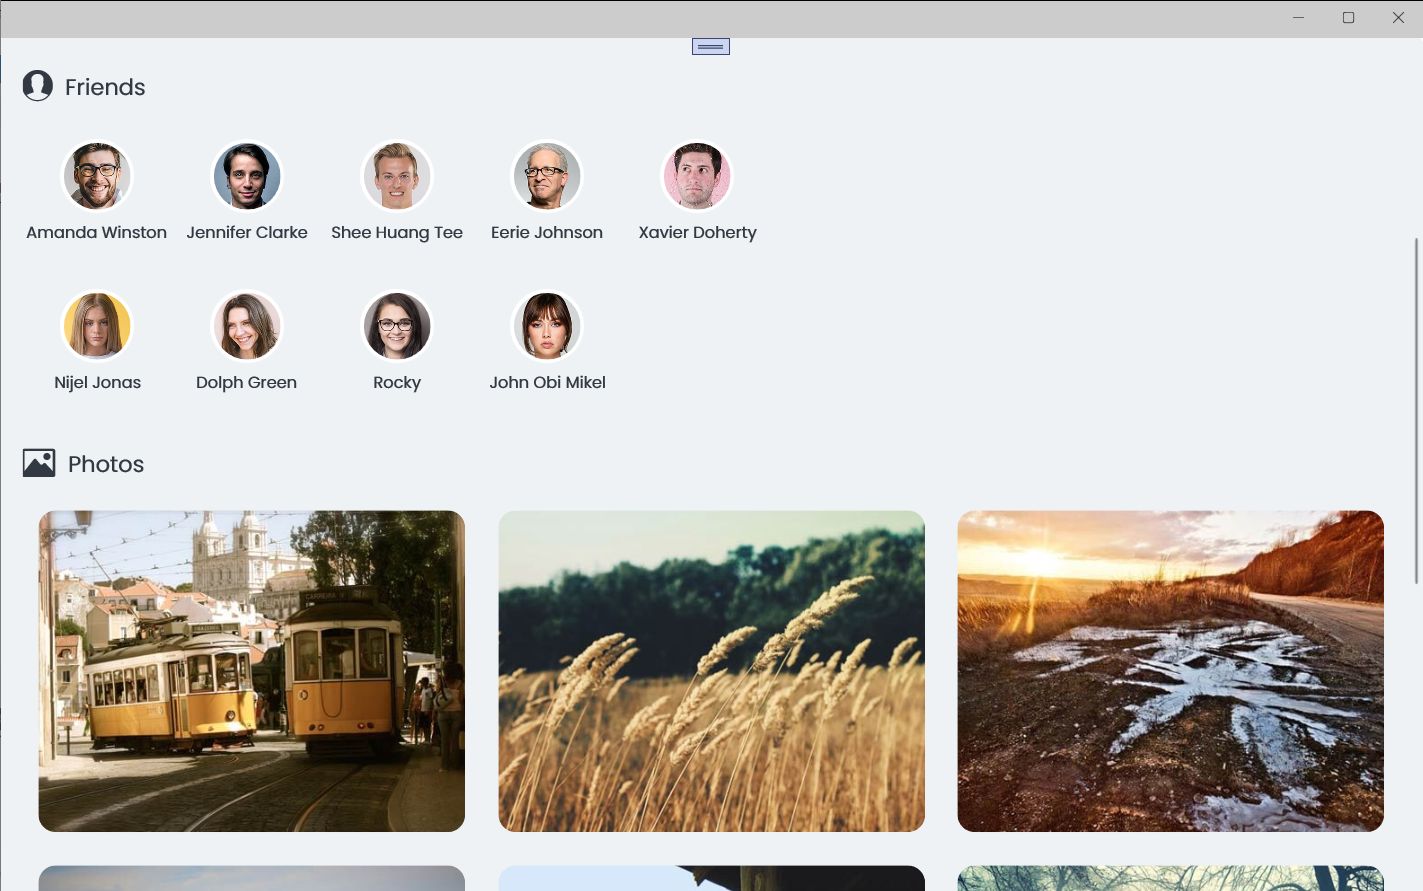 Friends
Amanda Winston Jennifer Clarke Shee Huang Tee Eerie Johnson Xavier Doherty
Nijel Jonas Dolph Green Rocky John Obi Mikel
Photos
CARREIRA